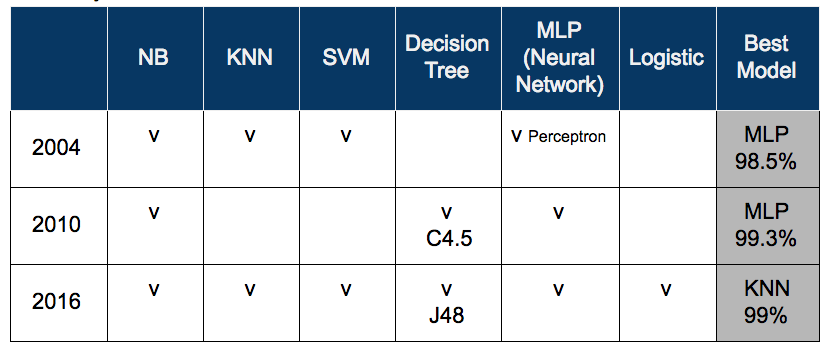 NB KNN SVM Decision Tree MLP (Neural Network) Logistic Best Model
2004 v v v v Perceptron MLP 98.5%
2010 v v C4.5 v MLP 99.3%
2016 v v v v J48 v v KNN 99%